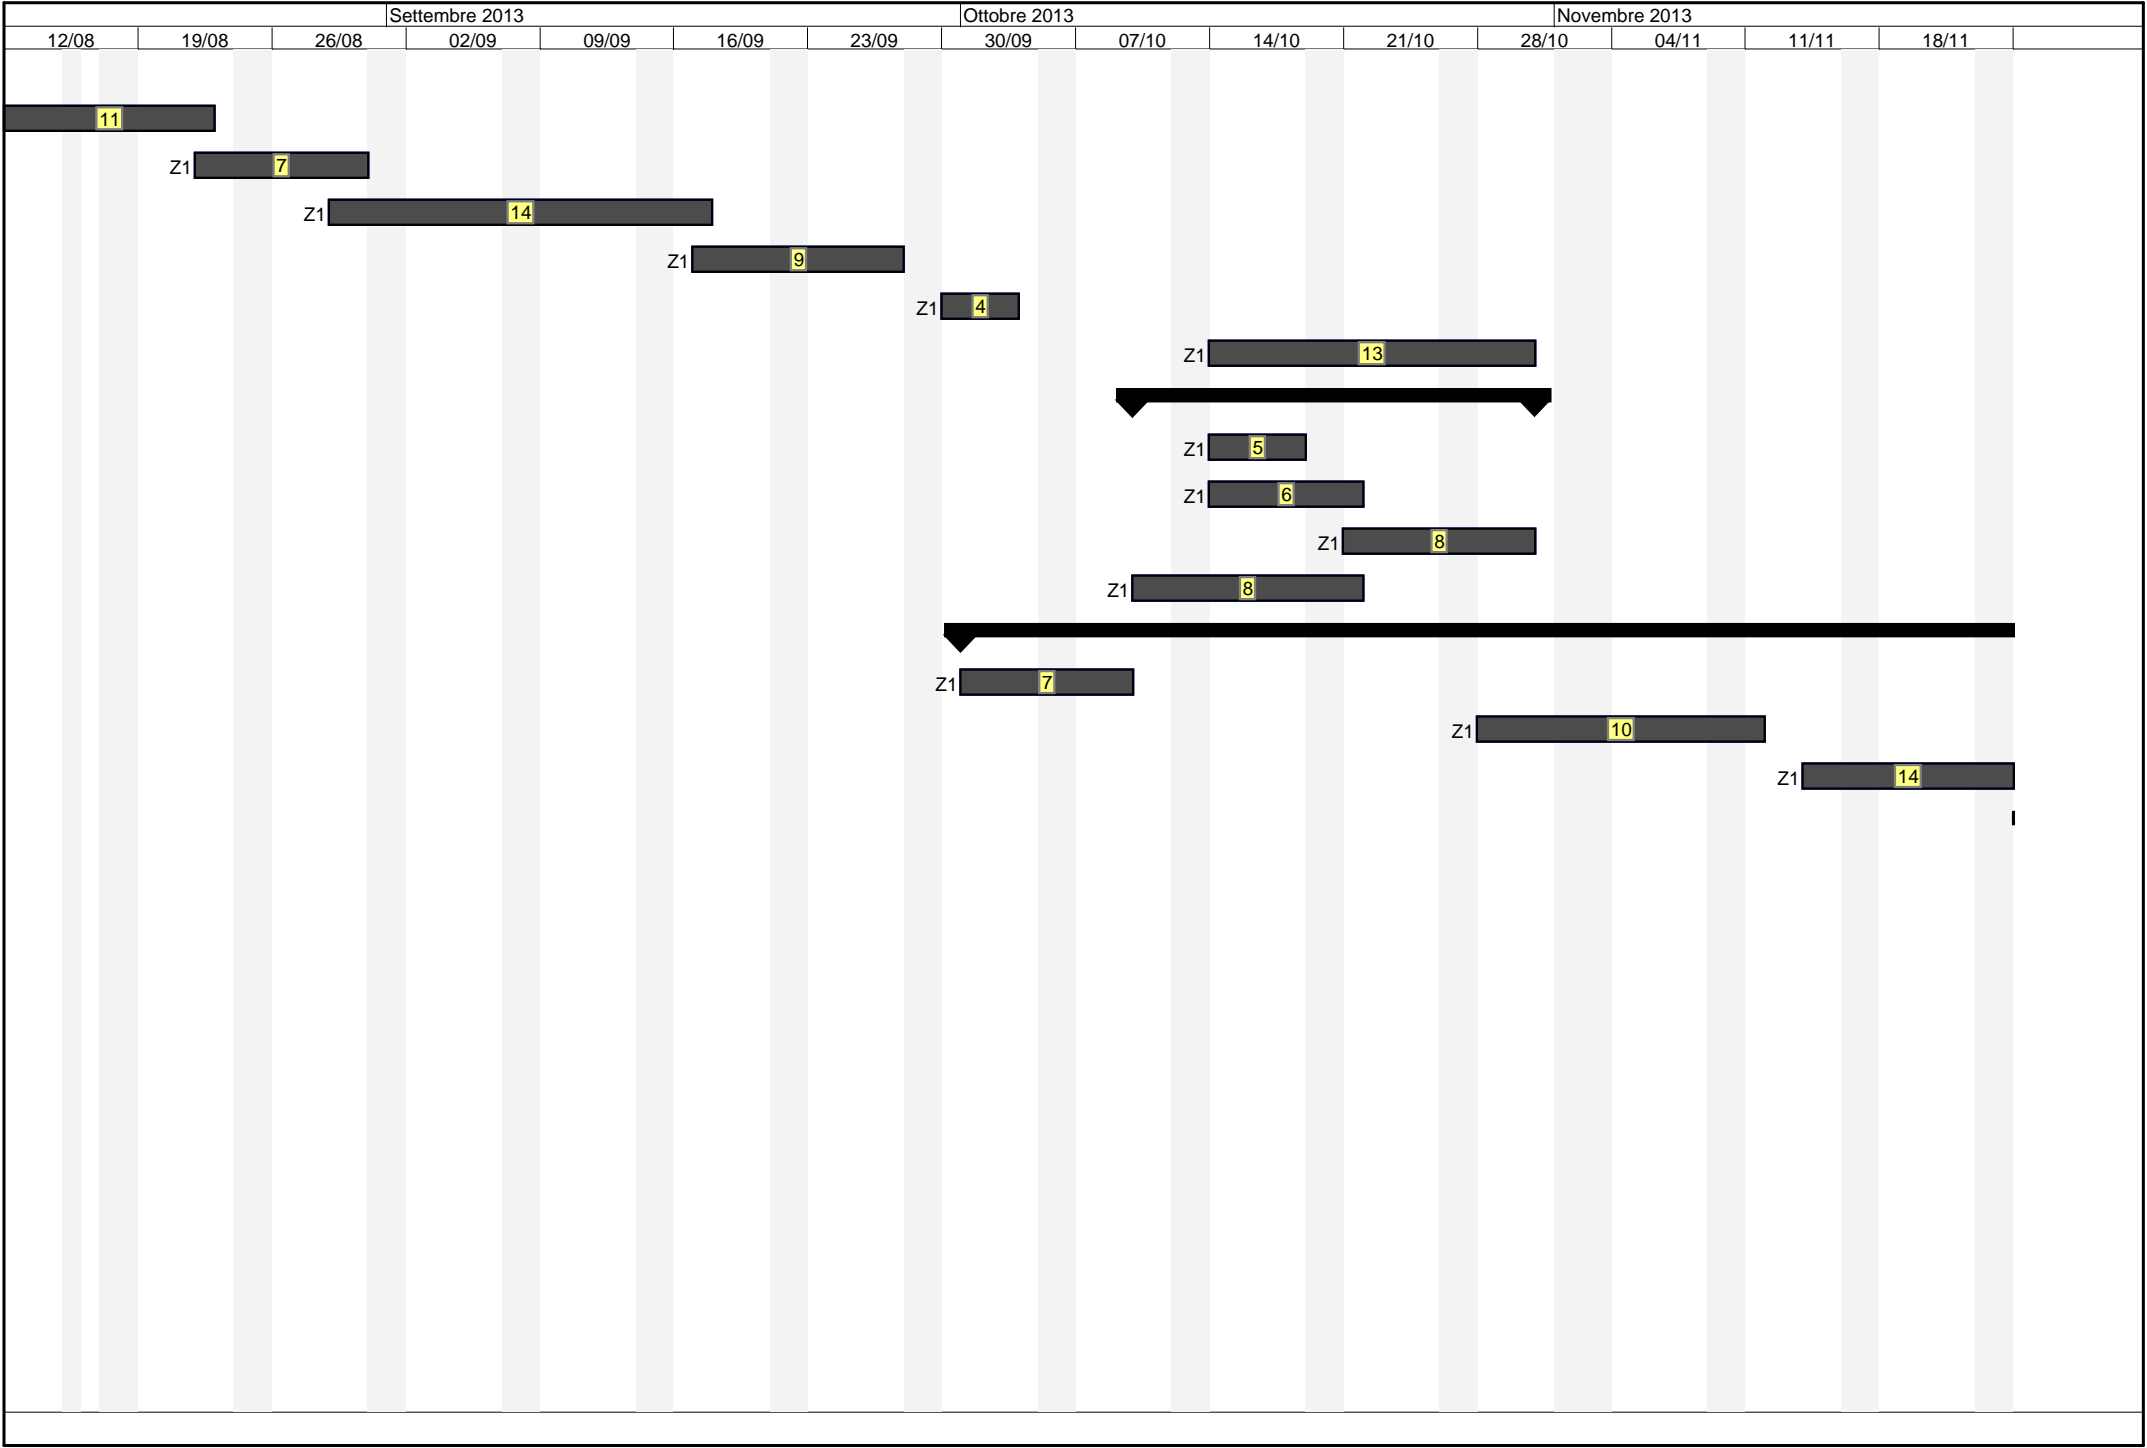 Settembre 2013 Ottobre 2013 Novembre 2013
12/08 19/08 26/08 02/09 09/09 16/09 23/09 30/09 07/10 14/10 21/10 28/10 04/11 11/11 18/11
11
Z1 7
Z1 14
Z1 9
Z1 4
Z1 13
Z1 5
Z1 6
Z1 8
Z1 8
Z1 7
Z1 10
Z1 14